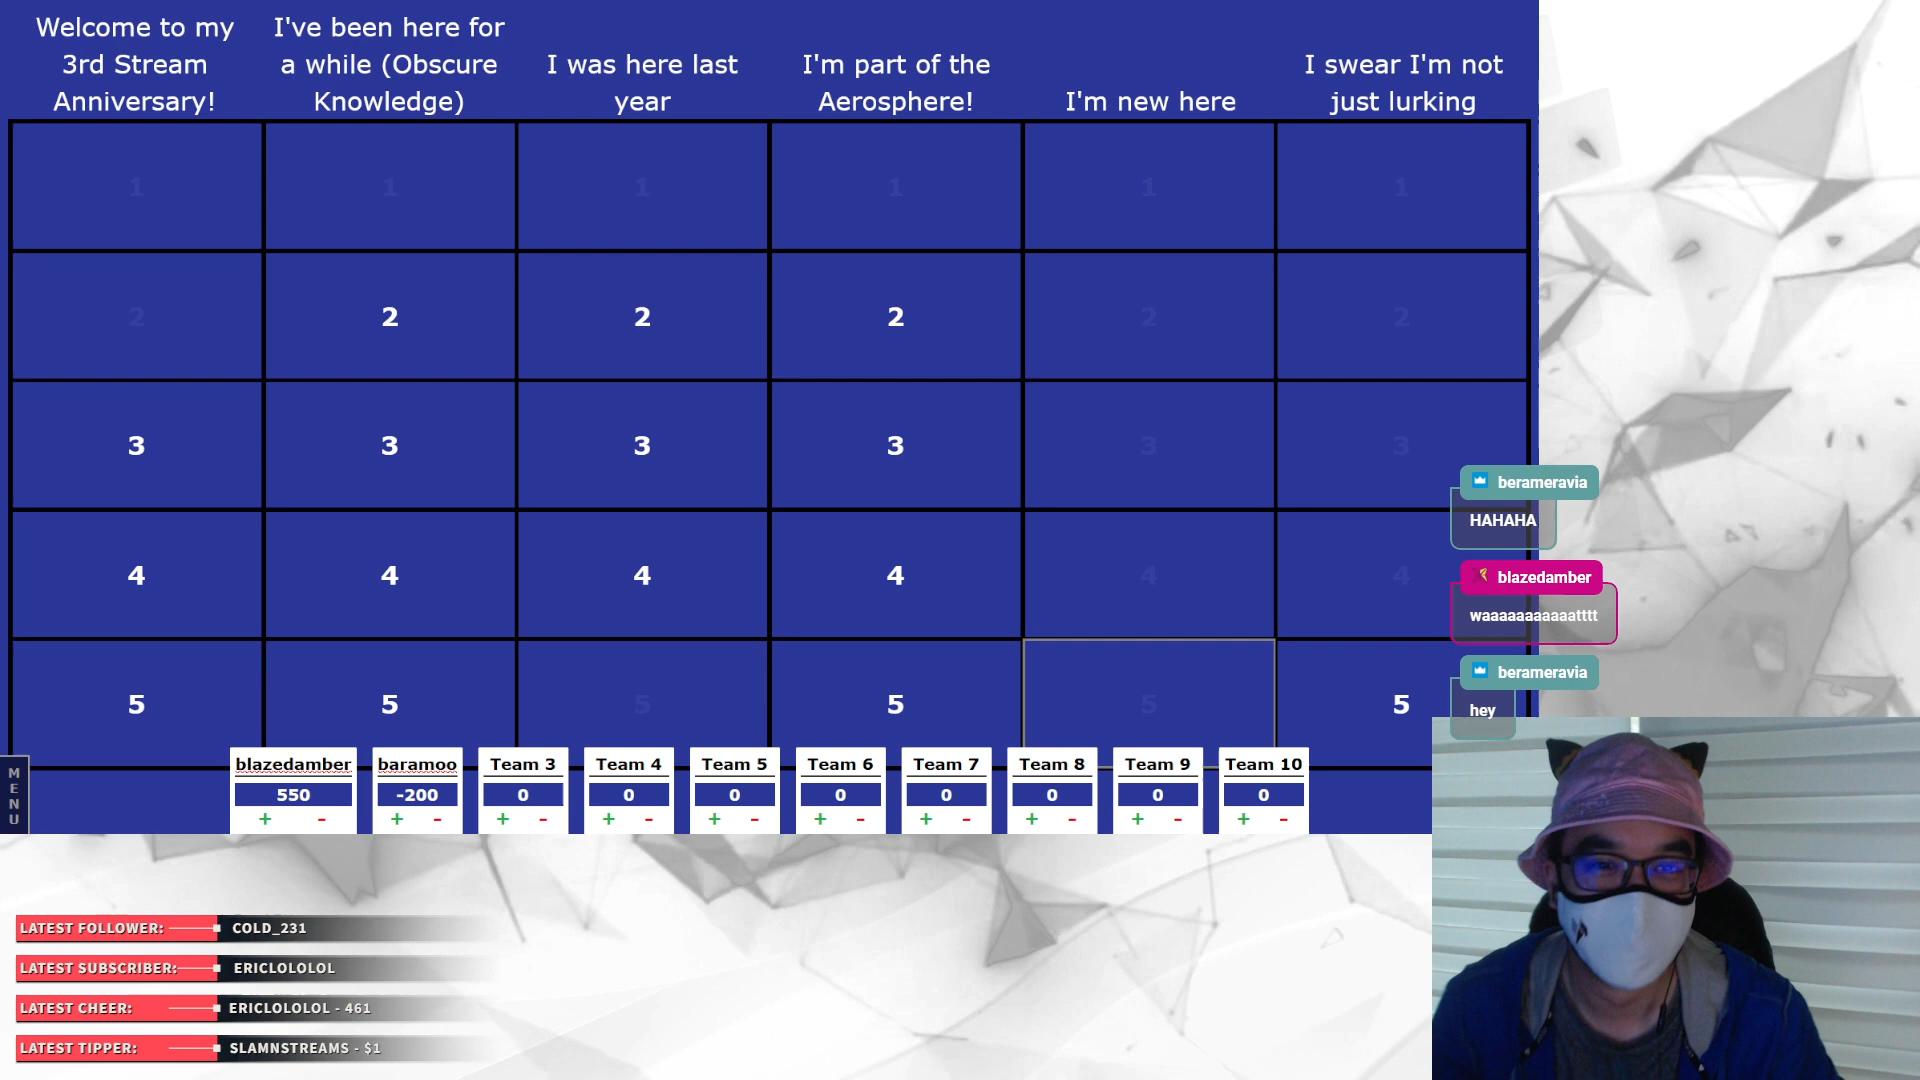 Welcome to my
3rd Stream
Anniversary!
I've been here for
a while (Obscure
Knowledge)
I was here last
year
I'm part of the
Aerosphere!
I'm new here
I swear I'm not
just lurking
1 1 1 1 1 1
2 2 2 2 2 2
3 3 3 3 3 3
4 4 4 4 4 4
5 5 5 5 5 5
berameravia
HAHAHA
blazedamber
waaaaaaaaaaatttt
berameravia
hey
MENU
blazedamber
550
+ -
baramoo
-200
+ -
Team 3
0
+ -
Team 4
0
+ -
Team 5
0
+ -
Team 6
0
+ -
Team 7
0
+ -
Team 8
0
+ -
Team 9
0
+ -
Team 10
0
+ -
LATEST FOLLOWER: COLD_231
LATEST SUBSCRIBER: ERICLOLOLOL
LATEST CHEER: ERICLOLOLOL - 461
LATEST TIPPER: SLAMNSTREAMS - $1